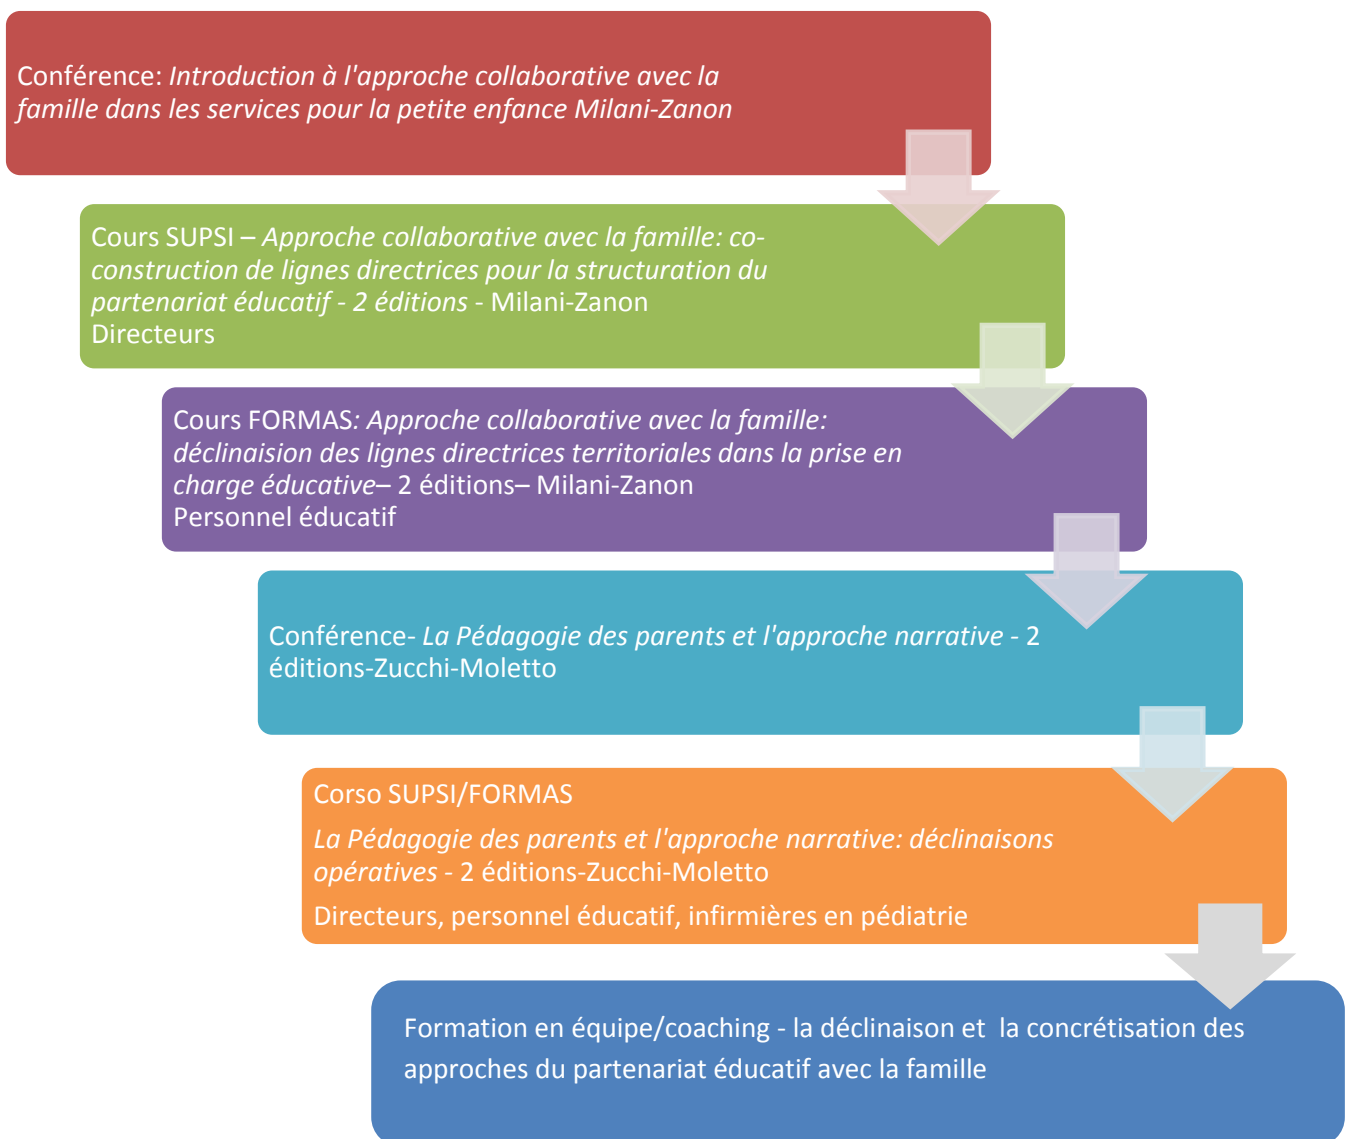 Conférence: Introduction à l'approche collaborative avec la
famille dans les services pour la petite enfance Milani-Zanon
Cours SUPSI – Approche collaborative avec la famille: co-
construction de lignes directrices pour la structuration du
partenariat éducatif - 2 éditions - Milani-Zanon
Directeurs
Cours FORMAS: Approche collaborative avec la famille:
déclinaision des lignes directrices territoriales dans la prise en
charge éducative– 2 éditions– Milani-Zanon
Personnel éducatif
Conférence- La Pédagogie des parents et l'approche narrative - 2
éditions-Zucchi-Moletto
Corso SUPSI/FORMAS
La Pédagogie des parents et l'approche narrative: déclinaisons
opératives - 2 éditions-Zucchi-Moletto
Directeurs, personnel éducatif, infirmières en pédiatrie
Formation en équipe/coaching - la déclinaison et  la concrétisation des
approches du partenariat éducatif avec la famille